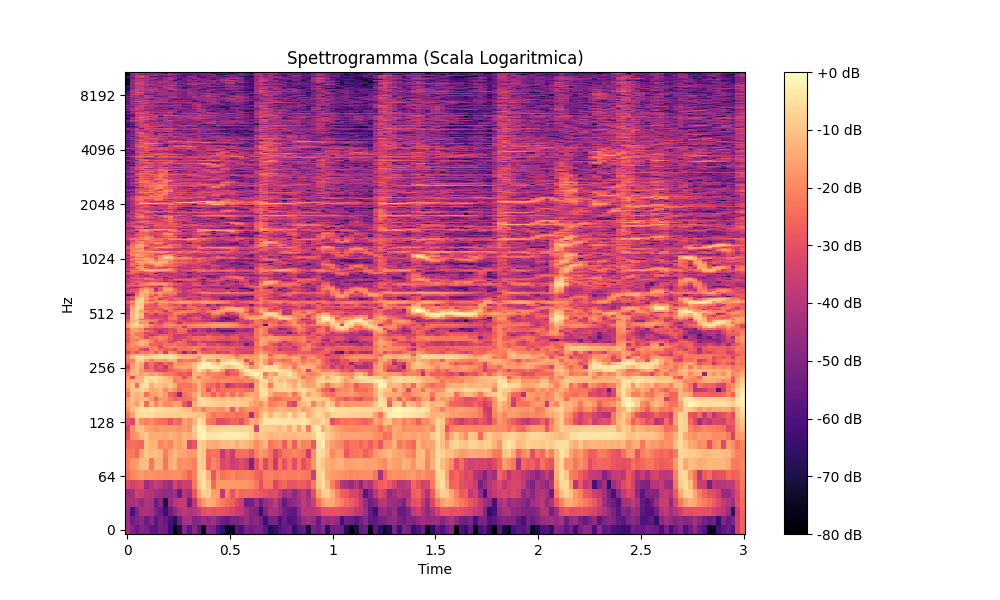 Spettrogramma (Scala Logaritmica)
8192
4096
2048
1024
512
256
128
64
0
Hz
0
0.5
1
1.5
2
2.5
3
Time
+0 dB
-10 dB
-20 dB
-30 dB
-40 dB
-50 dB
-60 dB
-70 dB
-80 dB